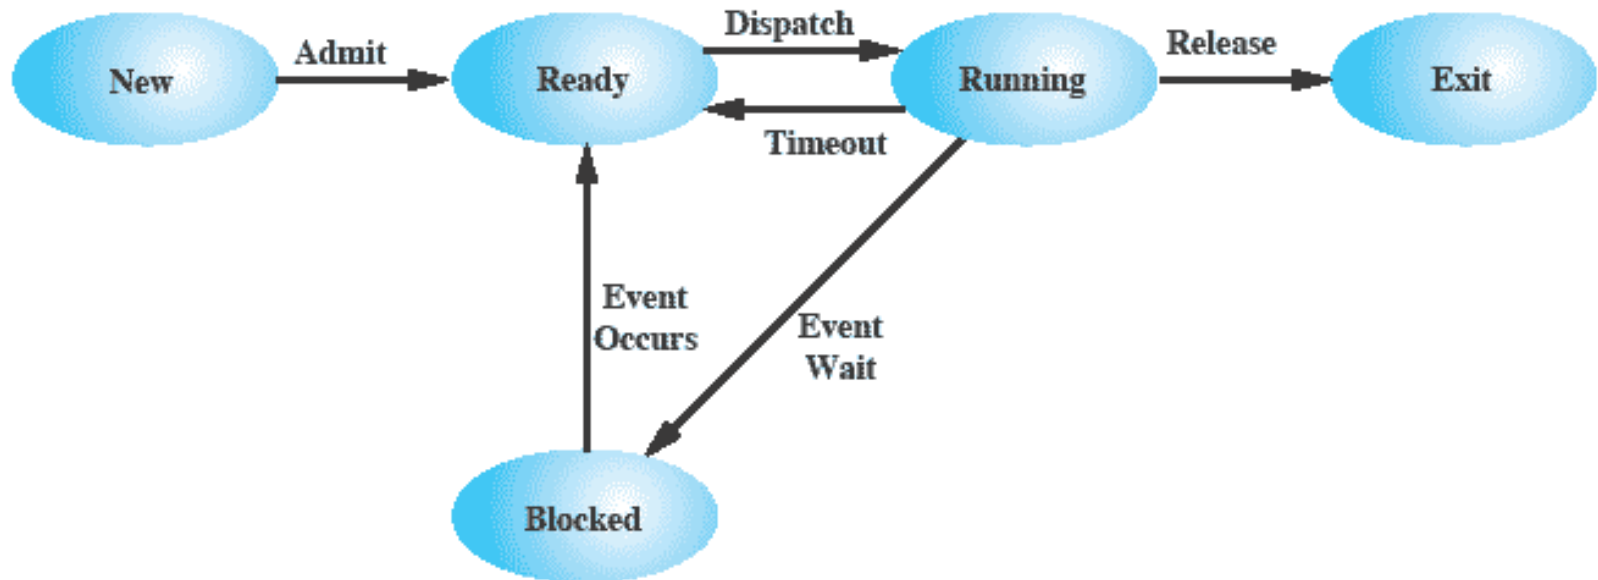 Dispatch
Release
Admit
New
Ready
Running
Exit
Timeout
Event
Occurs
Event
Wait
Blocked